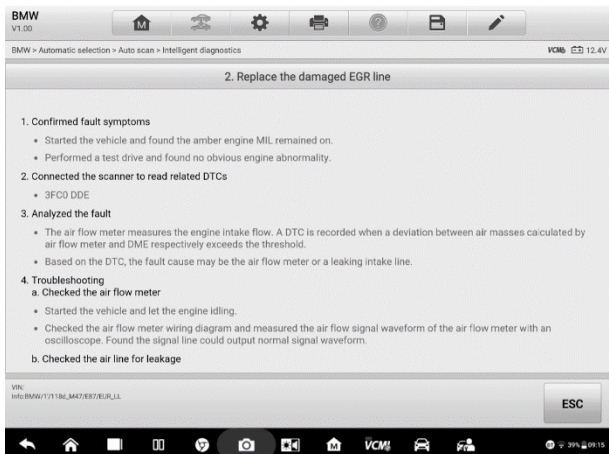 BMW
V1.00
BMW > Automatic selection > Auto scan > Intelligent diagnostics
VCMI 12.4V
2. Replace the damaged EGR line
1. Confirmed fault symptoms
• Started the vehicle and found the amber engine MIL remained on.
• Performed a test drive and found no obvious engine abnormality.
2. Connected the scanner to read related DTCs
• 3FC0 DDE
3. Analyzed the fault
• The air flow meter measures the engine intake flow. A DTC is recorded when a deviation between air masses calculated by
air flow meter and DME respectively exceeds the threshold.
• Based on the DTC, the fault cause may be the air flow meter or a leaking intake line.
4. Troubleshooting
a. Checked the air flow meter
• Started the vehicle and let the engine idling.
• Checked the air flow meter wiring diagram and measured the air flow signal waveform of the air flow meter with an
oscilloscope. Found the signal line could output normal signal waveform.
b. Checked the air line for leakage
VIN:
Info:BMW/1'/118d_M47/E87/EUR_LL
ESC
VCMI
39% 09:15